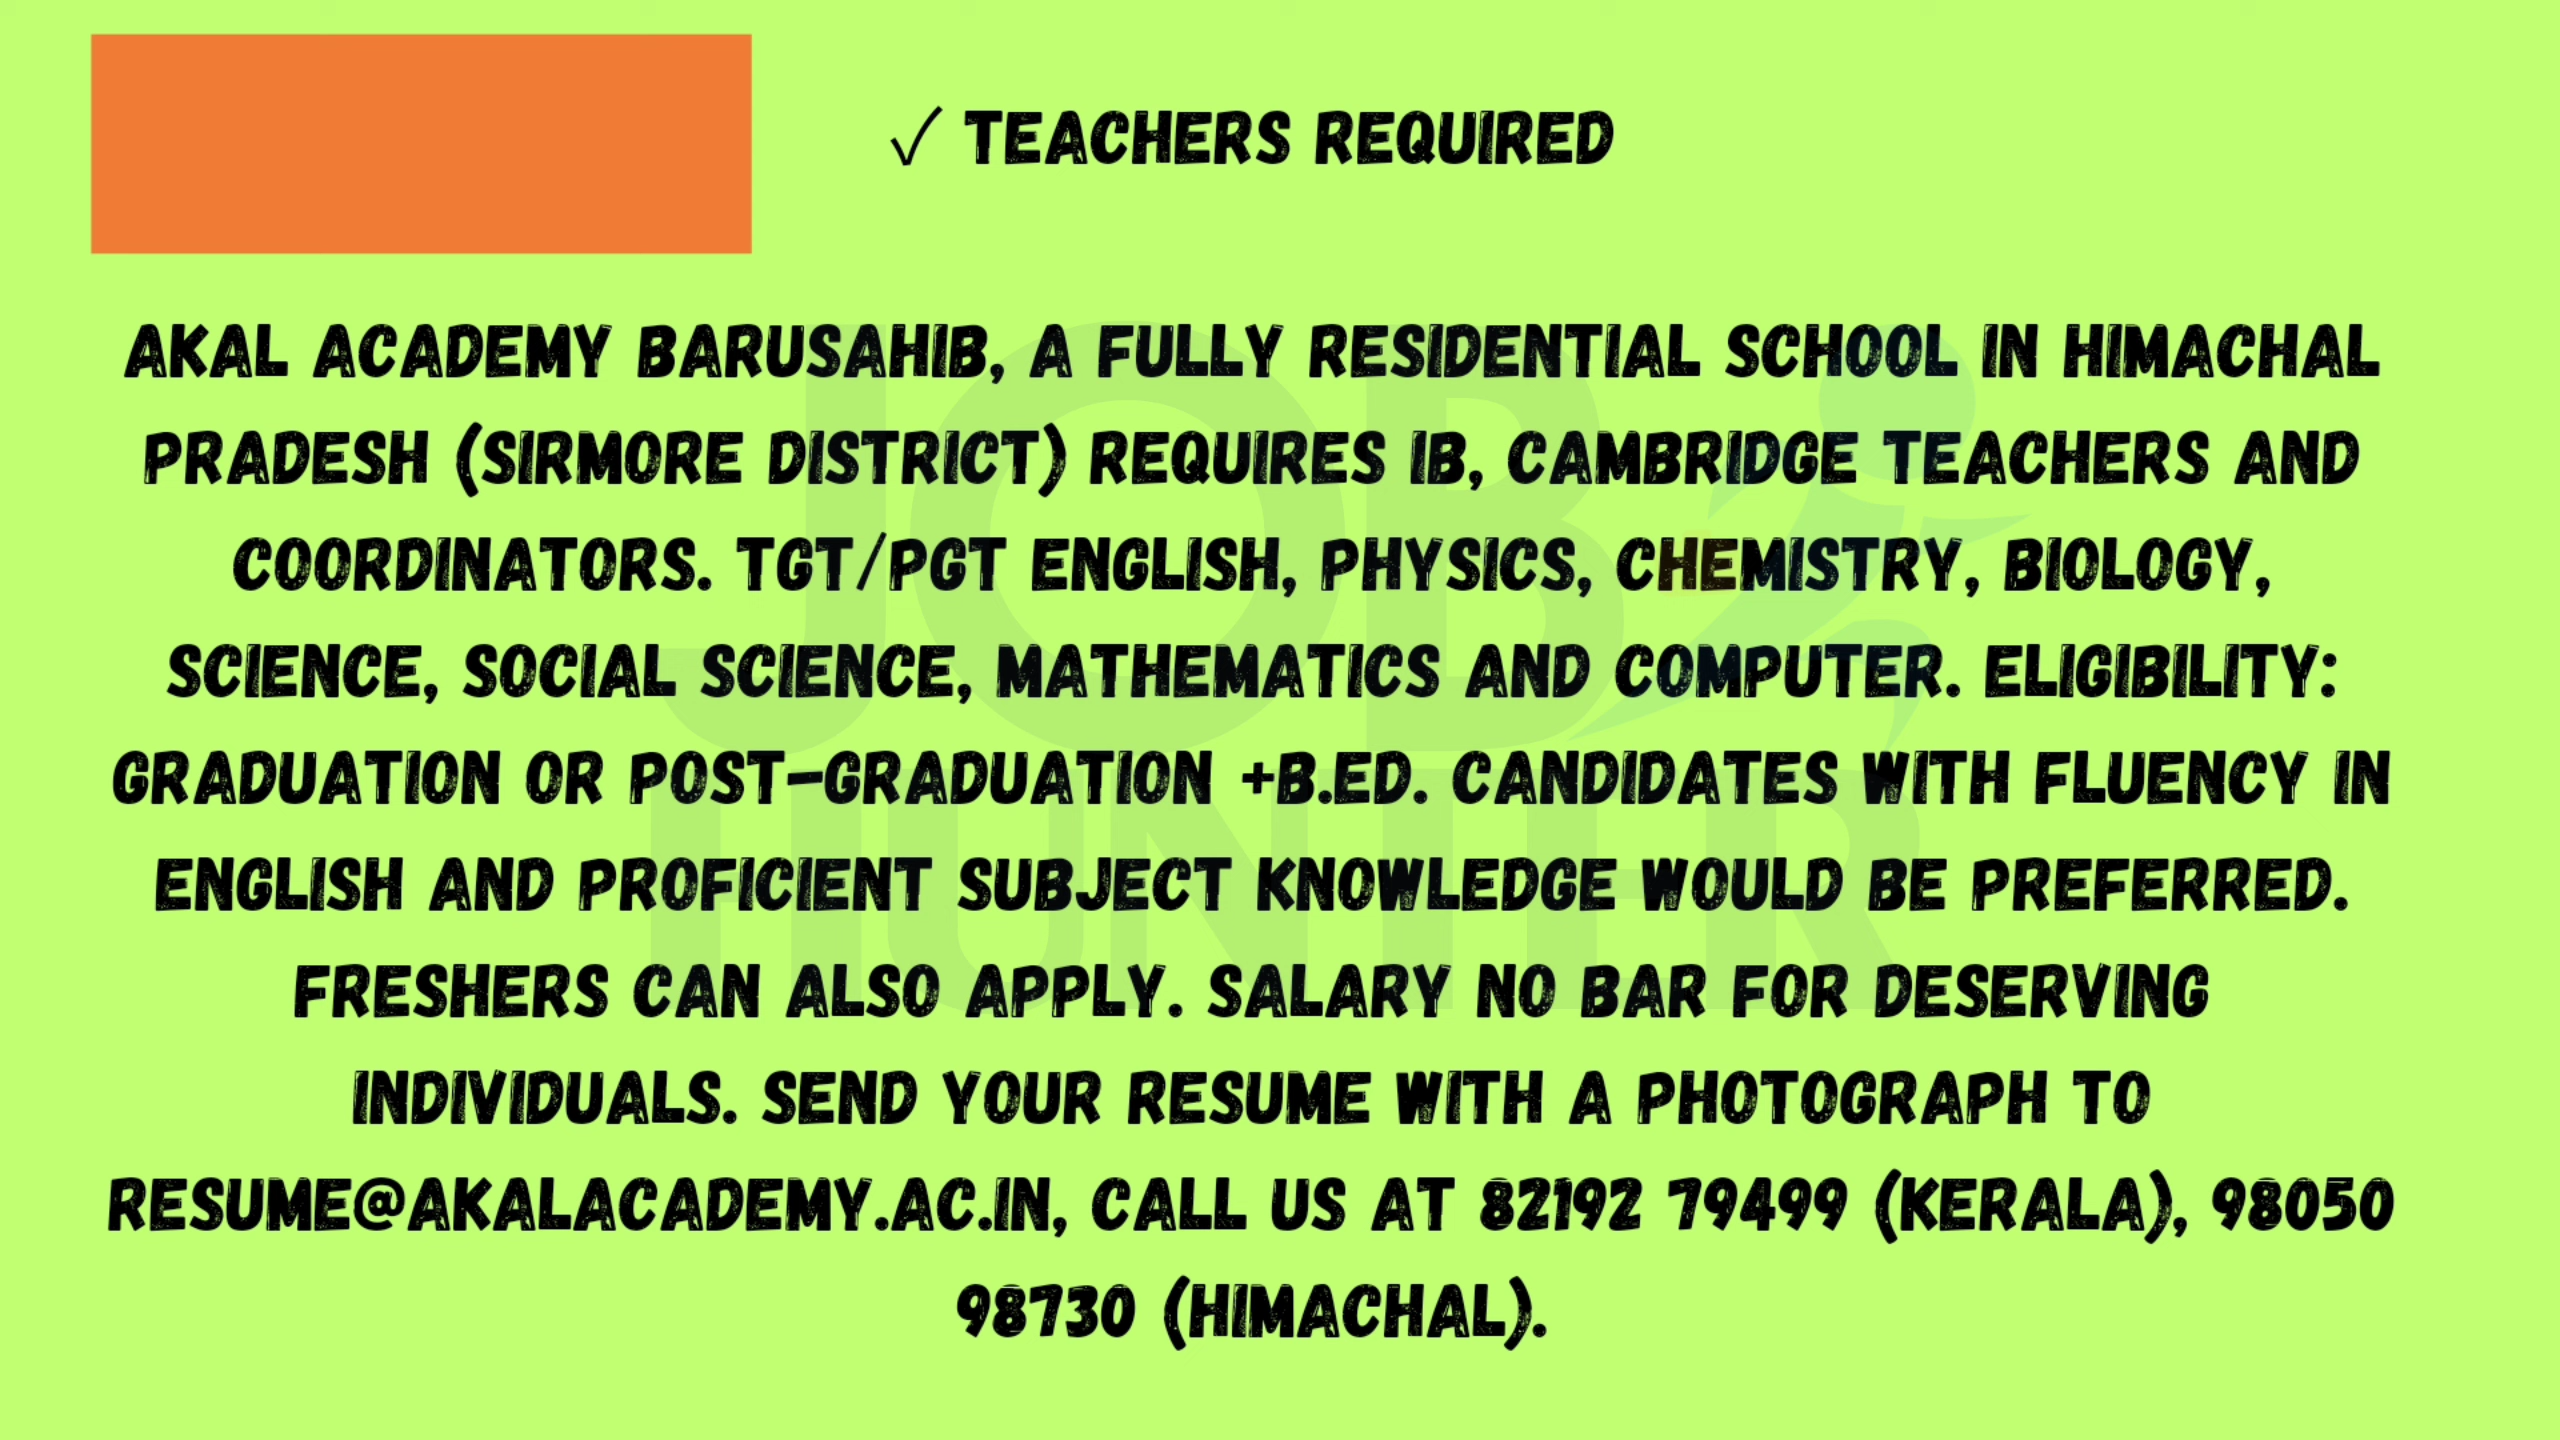 ✓ TEACHERS REQUIRED
AKAL ACADEMY BARUSAHIB, A FULLY RESIDENTIAL SCHOOL IN HIMACHAL
PRADESH (SIRMORE DISTRICT) REQUIRES IB, CAMBRIDGE TEACHERS AND
COORDINATORS. TGT/PGT ENGLISH, PHYSICS, CHEMISTRY, BIOLOGY,
SCIENCE, SOCIAL SCIENCE, MATHEMATICS AND COMPUTER. ELIGIBILITY:
GRADUATION OR POST-GRADUATION +B.ED. CANDIDATES WITH FLUENCY IN
ENGLISH AND PROFICIENT SUBJECT KNOWLEDGE WOULD BE PREFERRED.
FRESHERS CAN ALSO APPLY. SALARY NO BAR FOR DESERVING
INDIVIDUALS. SEND YOUR RESUME WITH A PHOTOGRAPH TO
RESUME@AKALACADEMY.AC.IN, CALL US AT 82192 79499 (KERALA), 98050
98730 (HIMACHAL).
JOB
HUNTER